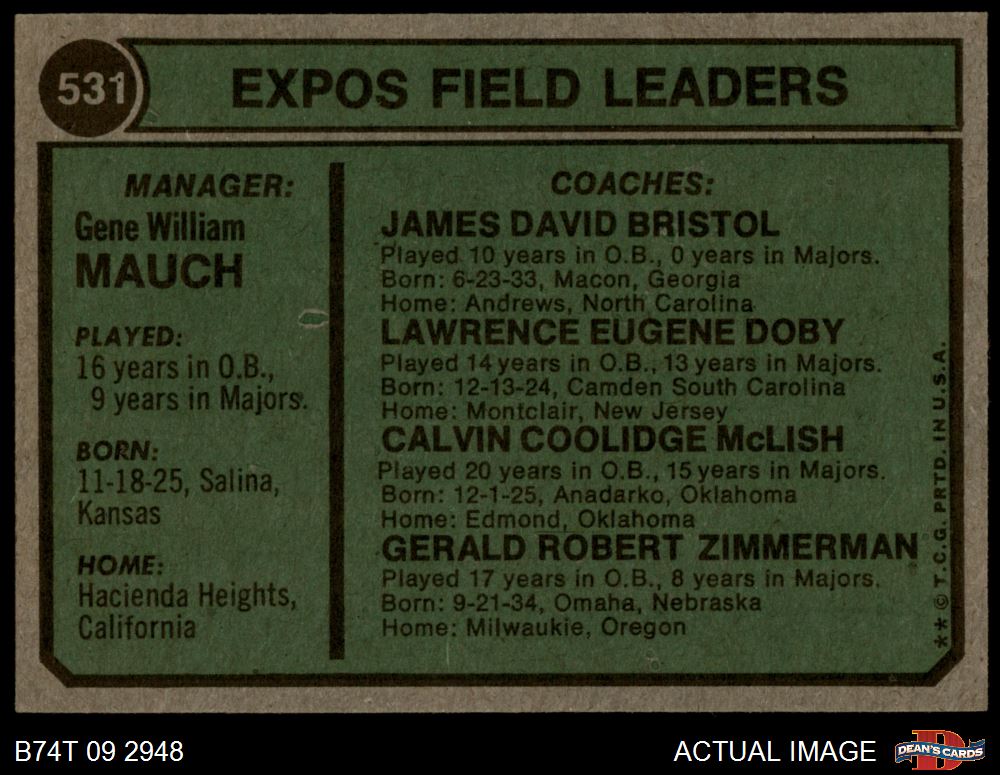 531
EXPOS FIELD LEADERS
MANAGER:
Gene William
MAUCH
PLAYED:
16 years in O.B.,
9 years in Majors.
BORN:
11-18-25, Salina,
Kansas
HOME:
Hacienda Heights,
California
COACHES:
JAMES DAVID BRISTOL
Played 10 years in O.B., 0 years in Majors.
Born: 6-23-33, Macon, Georgia
Home: Andrews, North Carolina
LAWRENCE EUGENE DOBY
Played 14 years in O.B., 13 years in Majors.
Born: 12-13-24, Camden South Carolina
Home: Montclair, New Jersey
CALVIN COOLIDGE McLISH
Played 20 years in O.B., 15 years in Majors.
Born: 12-1-25, Anadarko, Oklahoma
Home: Edmond, Oklahoma
GERALD ROBERT ZIMMERMAN
Played 17 years in O.B., 8 years in Majors.
Born: 9-21-34, Omaha, Nebraska
Home: Milwaukie, Oregon
**© T.C.G. PRTD. IN U.S.A.
B74T 09 2948
ACTUAL IMAGE
D
DEAN'S CARDS